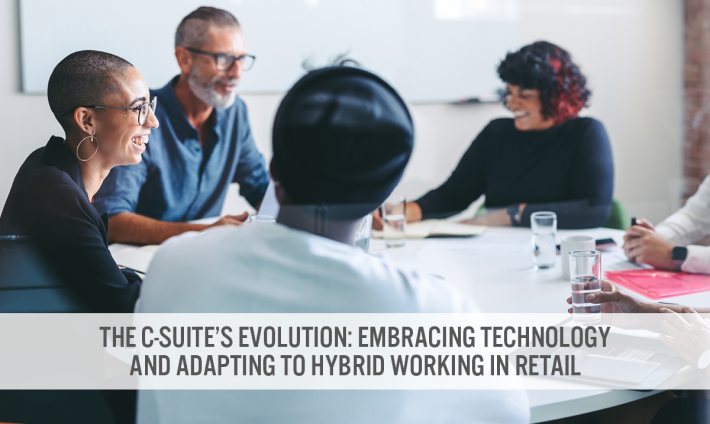 THE C-SUITE’S EVOLUTION: EMBRACING TECHNOLOGY
AND ADAPTING TO HYBRID WORKING IN RETAIL